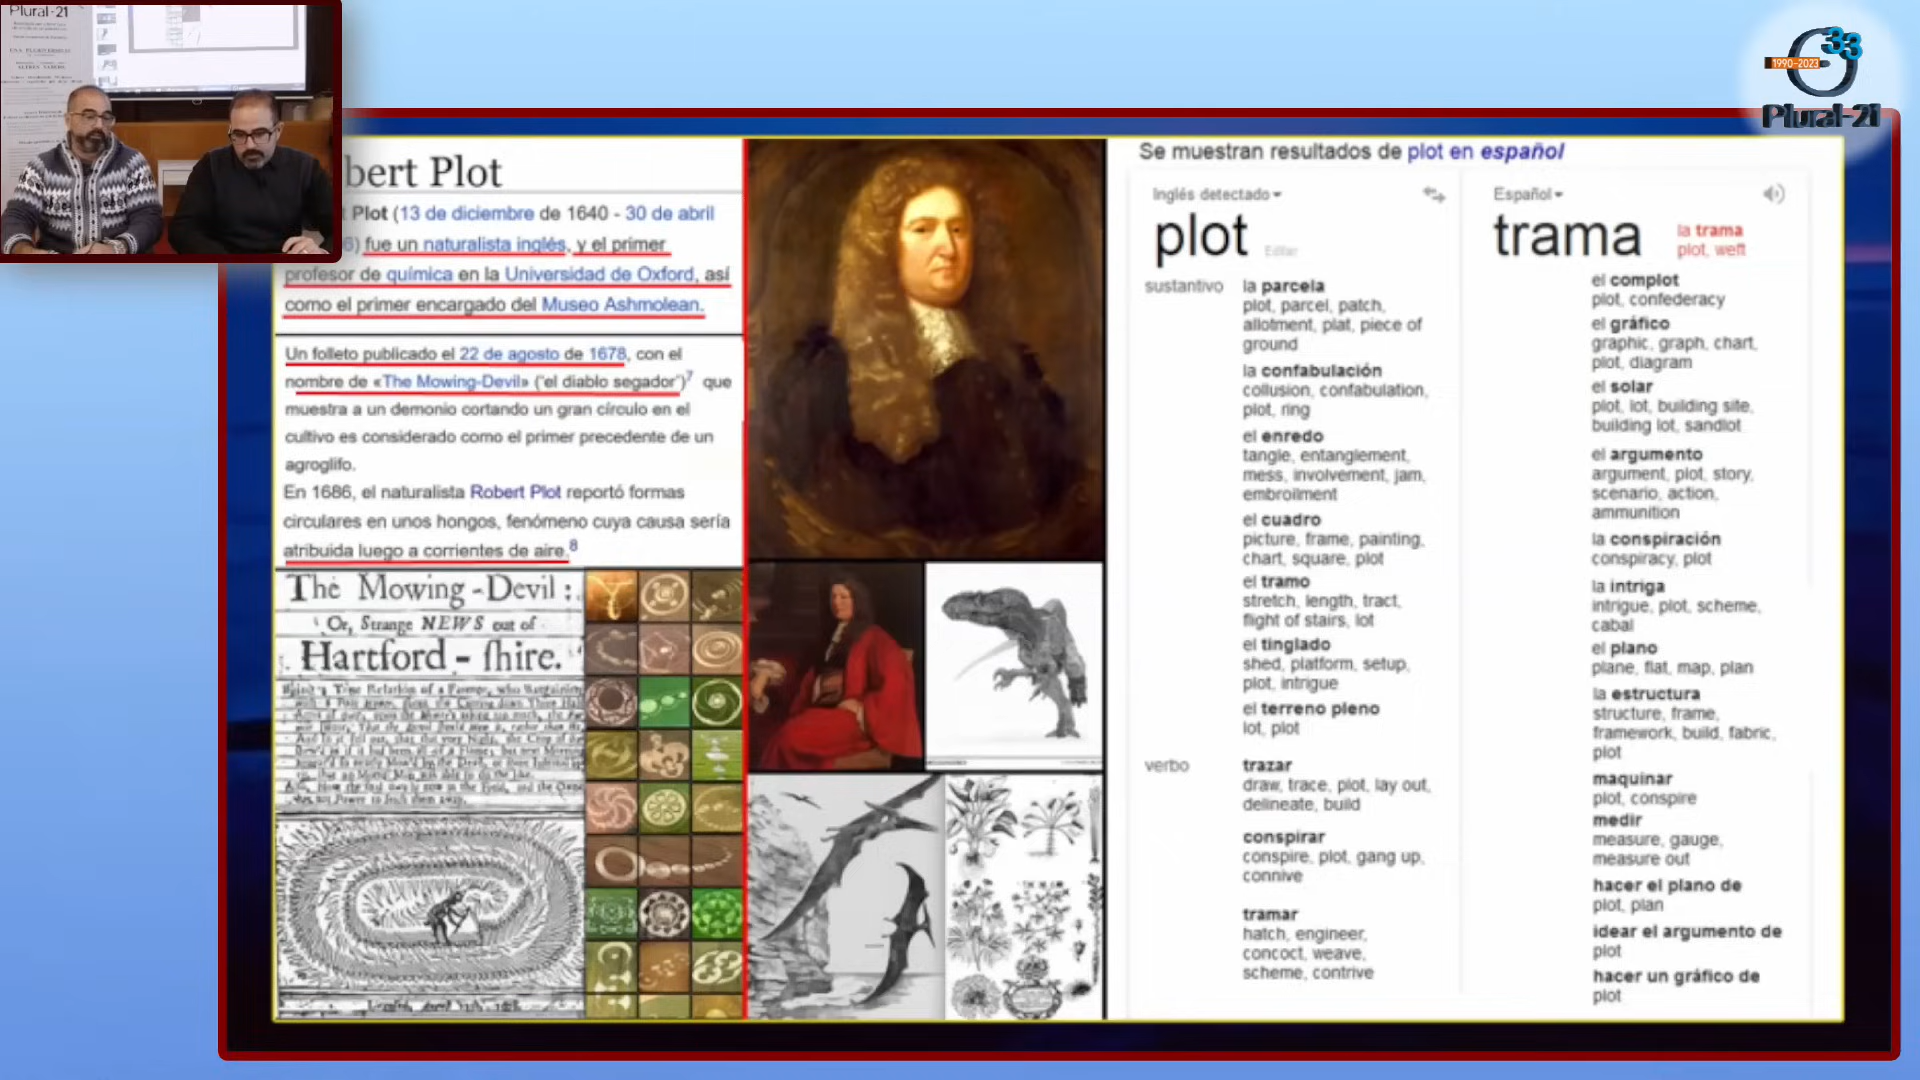 Plural-21
33
1990-2023
Plural-21
bert Plot
Plot (13 de diciembre de 1640 - 30 de abril
6) fue un naturalista inglés, y el primer
profesor de química en la Universidad de Oxford, así
como el primer encargado del Museo Ashmolean.
Un folleto publicado el 22 de agosto de 1678, con el
nombre de «The Mowing-Devil» ("el diablo segador")7 que
muestra a un demonio cortando un gran círculo en el
cultivo es considerado como el primer precedente de un
agroglifo.
En 1686, el naturalista Robert Plot reportó formas
circulares en unos hongos, fenómeno cuya causa sería
atribuida luego a corrientes de aire.8
The Mowing-Devil:
Or, Strange NEWS out of
Hartford-shire.
Se muestran resultados de plot en español
Inglés detectado
plot
Editar
sustantivo
la parcela
plot, parcel, patch,
allotment, plat, piece of
ground
la confabulación
collusion, confabulation,
plot, ring
el enredo
tangle, entanglement,
mess, involvement, jam,
embroilment
el cuadro
picture, frame, painting,
chart, square, plot
el tramo
stretch, length, tract,
flight of stairs, lot
el tinglado
shed, platform, setup,
plot, intrigue
el terreno pleno
lot, plot
verbo
trazar
draw, trace, plot, lay out,
delineate, build
conspirar
conspire, plot, gang up,
connive
tramar
hatch, engineer,
concoct, weave,
scheme, contrive
Español
trama
la trama
plot, weft
el complot
plot, confederacy
el gráfico
graphic, graph, chart,
plot, diagram
el solar
plot, lot, building site,
building lot, sandlot
el argumento
argument, plot, story,
scenario, action,
ammunition
la conspiración
conspiracy, plot
la intriga
intrigue, plot, scheme,
cabal
el plano
plane, flat, map, plan
la estructura
structure, frame,
framework, build, fabric,
plot
maquinar
plot, conspire
medir
measure, gauge,
measure out
hacer el plano de
plot, plan
idear el argumento de
plot
hacer un gráfico de
plot